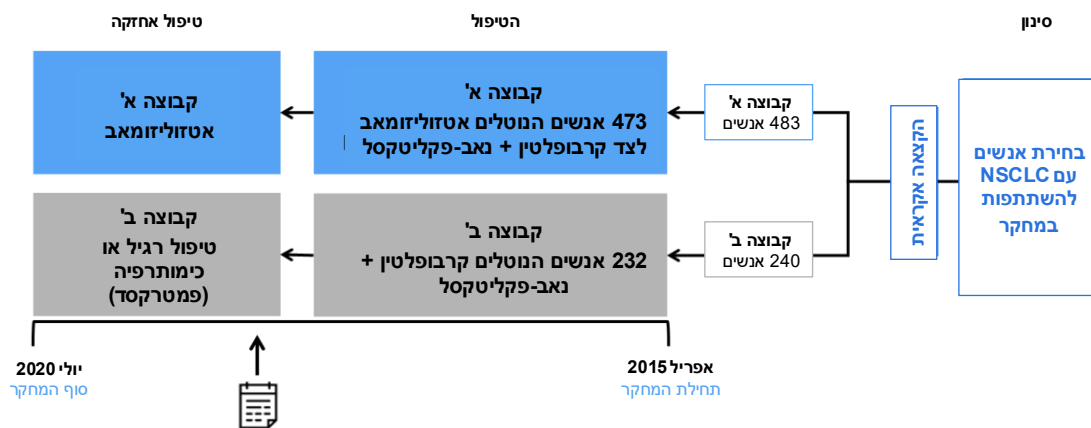 סינון
הטיפול
טיפול אחזקה
בחירת אנשים
עם NSCLC
להשתתפות
במחקר
הקצאה אקראית
קבוצה א'
483 אנשים
קבוצה א'
473 אנשים הנוטלים אטזוליזומאב
לצד קרבופלטין + נאב-פקליטקסל
קבוצה א'
אטזוליזומאב
קבוצה ב'
240 אנשים
קבוצה ב'
232 אנשים הנוטלים קרבופלטין +
נאב-פקליטקסל
קבוצה ב'
טיפול רגיל או
כימותרפיה
(פמטרקסד)
אפריל 2015
תחילת המחקר
יולי 2020
סוף המחקר